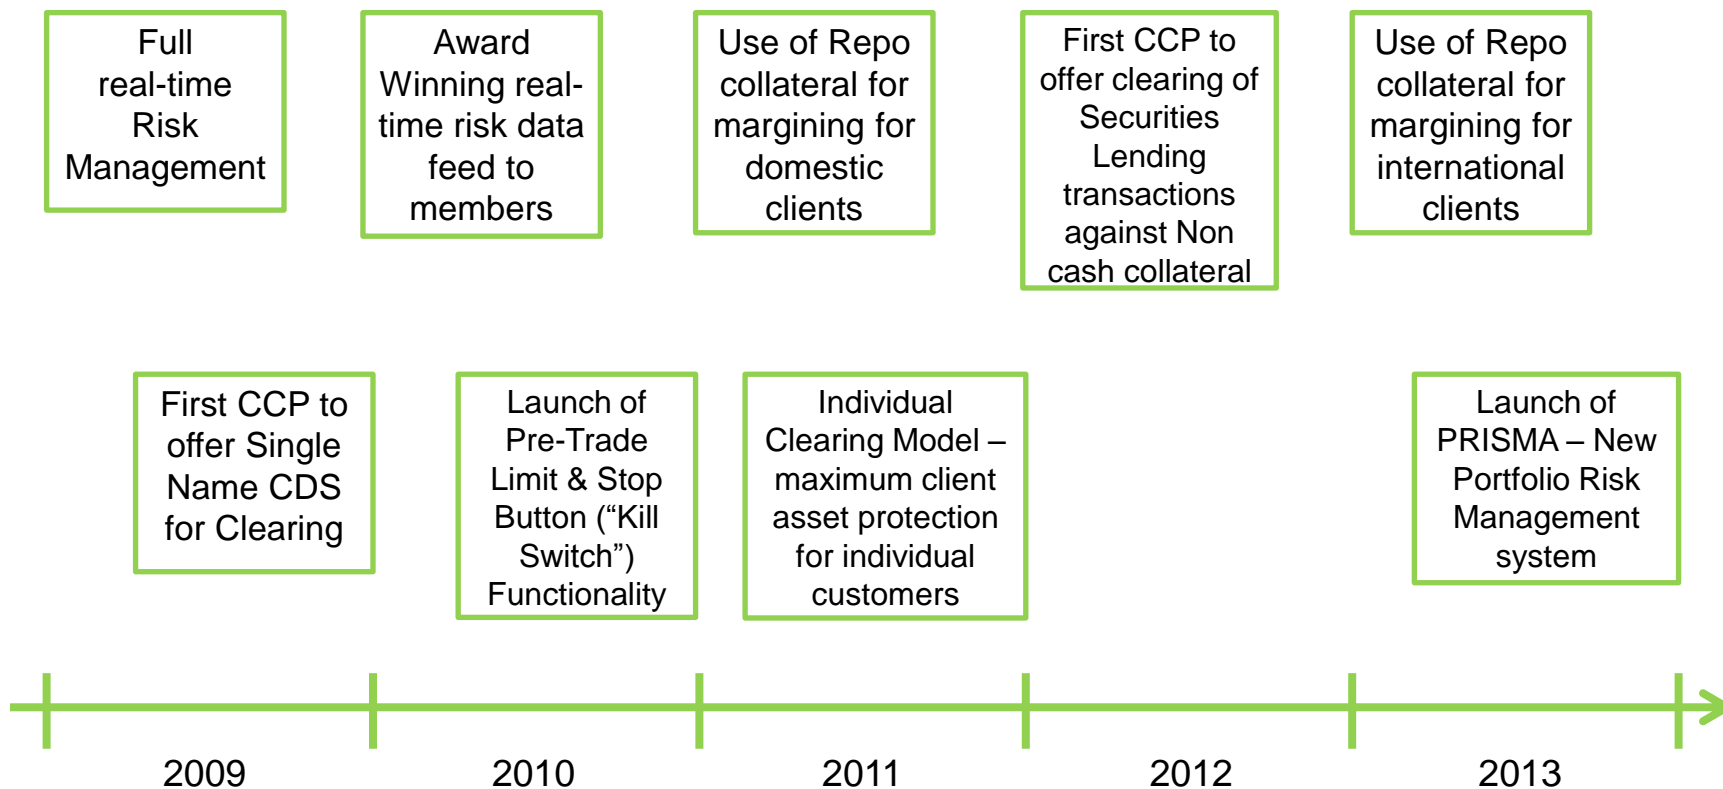 Full
real-time
Risk
Management
Award
Winning real-
time risk data
feed to
members
Use of Repo
collateral for
margining for
domestic
clients
First CCP to
offer clearing of
Securities
Lending
transactions
against Non
cash collateral
Use of Repo
collateral for
margining for
international
clients
First CCP to
offer Single
Name CDS
for Clearing
Launch of
Pre-Trade
Limit & Stop
Button (“Kill
Switch”)
Functionality
Individual
Clearing Model –
maximum client
asset protection
for individual
customers
Launch of
PRISMA – New
Portfolio Risk
Management
system
2009
2010
2011
2012
2013